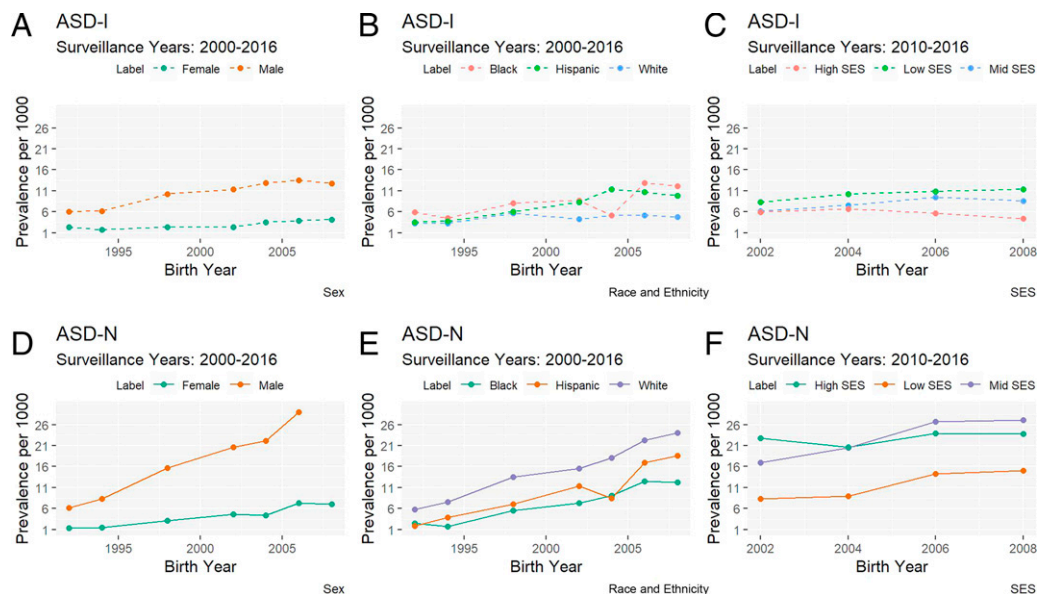 A
ASD-I
Surveillance Years: 2000-2016
Label Female Male
Prevalence per 1000
26
21
16
11
6
1
1995 2000 2005
Birth Year
Sex
B
ASD-I
Surveillance Years: 2000-2016
Label Black Hispanic White
Prevalence per 1000
26
21
16
11
6
1
1995 2000 2005
Birth Year
Race and Ethnicity
C
ASD-I
Surveillance Years: 2010-2016
Label High SES Low SES Mid SES
Prevalence per 1000
26
21
16
11
6
1
2002 2004 2006 2008
Birth Year
SES
D
ASD-N
Surveillance Years: 2000-2016
Label Female Male
Prevalence per 1000
26
21
16
11
6
1
1995 2000 2005
Birth Year
Sex
E
ASD-N
Surveillance Years: 2000-2016
Label Black Hispanic White
Prevalence per 1000
26
21
16
11
6
1
1995 2000 2005
Birth Year
Race and Ethnicity
F
ASD-N
Surveillance Years: 2010-2016
Label High SES Low SES Mid SES
Prevalence per 1000
26
21
16
11
6
1
2002 2004 2006 2008
Birth Year
SES